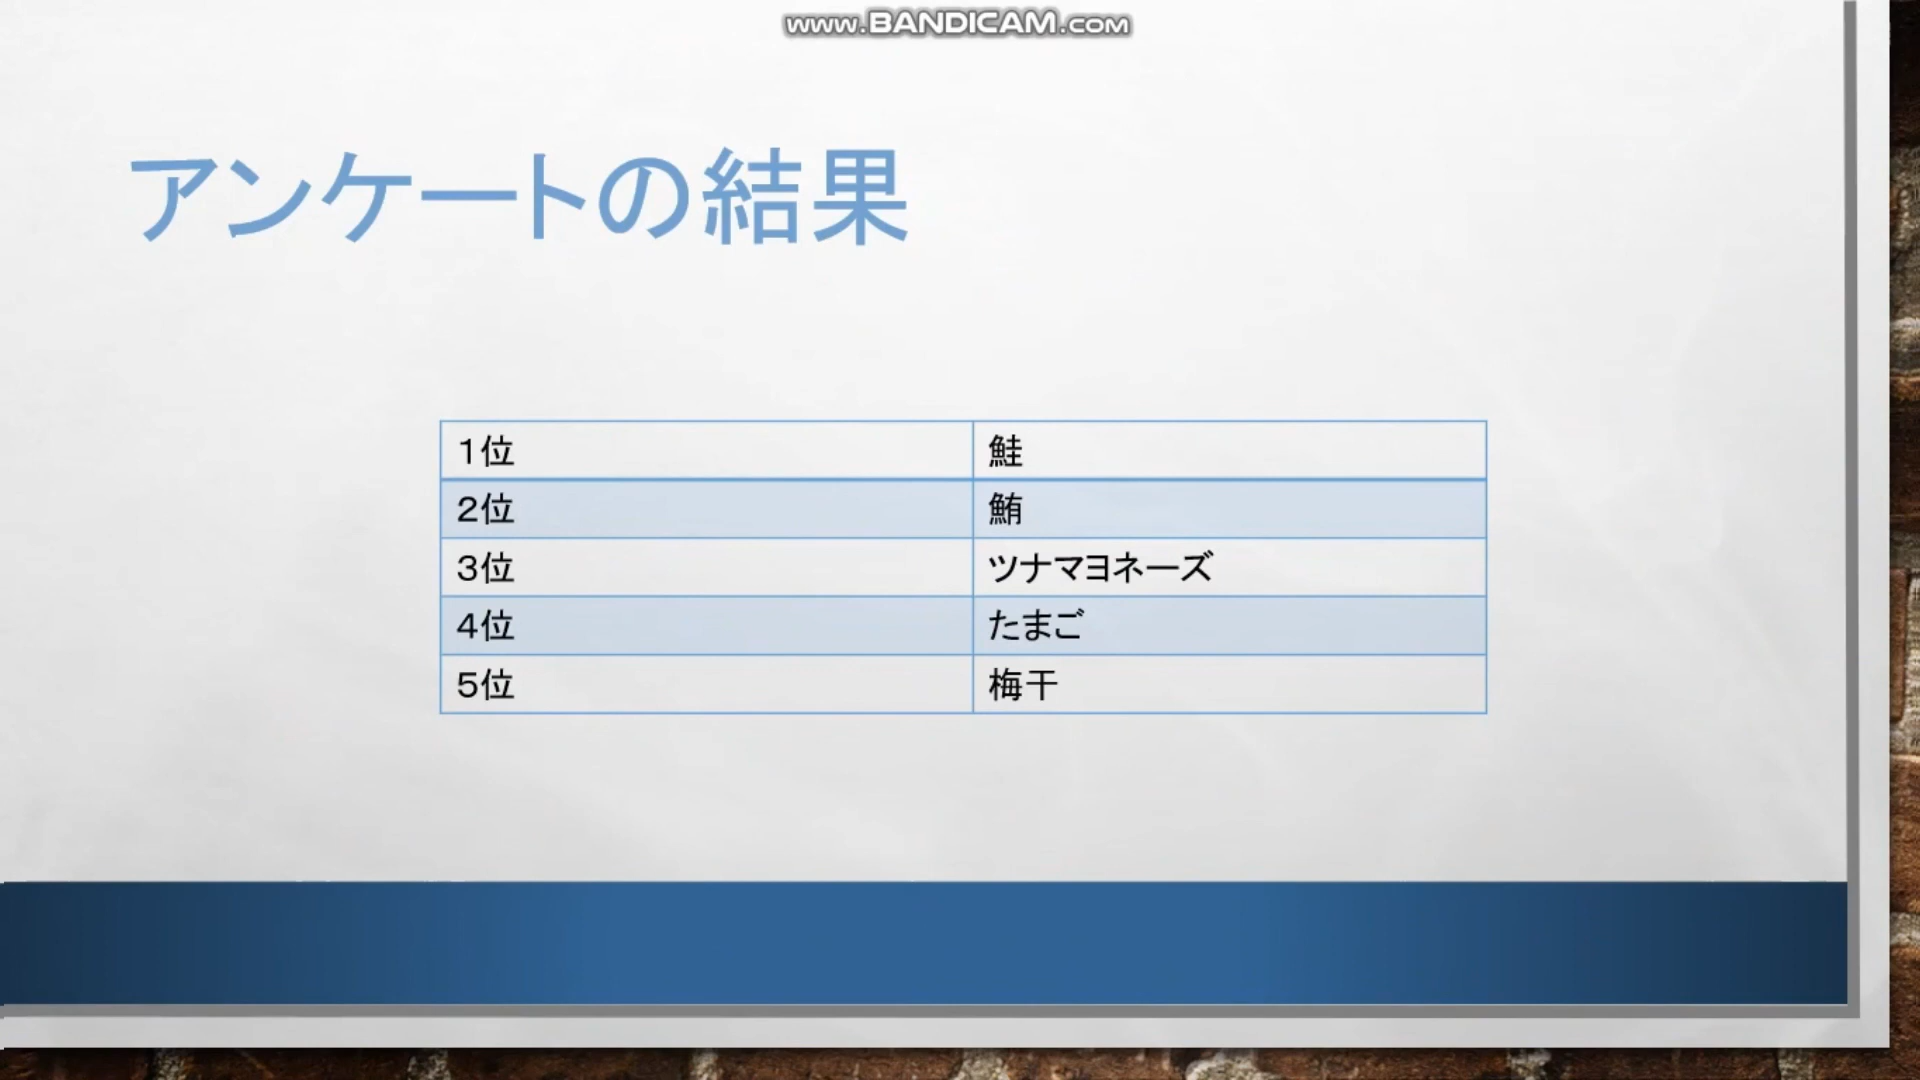 www.BANDICAM.com
アンケートの結果
1位 鮭
2位 鮪
3位 ツナマヨネーズ
4位 たまご
5位 梅干